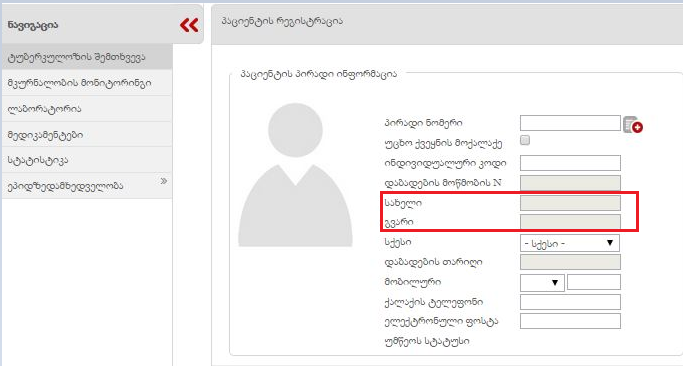 ნავიგაცია
ტუბერკულოზის შემთხვევა
მკურნალობის მონიტორინგი
ლაბორატორია
მედიკამენტები
სტატისტიკა
ეპიდზედამხედველობა
პაციენტის რეგისტრაცია
პაციენტის პირადი ინფორმაცია
პირადი ნომერი
უცხო ქვეყნის მოქალაქე
ინდივიდუალური კოდი
დაბადების მოწმობის N
სახელი
გვარი
სქესი - სქესი -
დაბადების თარიღი
მობილური
ქალაქის ტელეფონი
ელექტრონული ფოსტა
უმწეოს სტატუსი